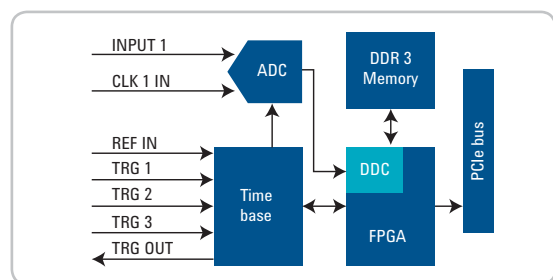 INPUT 1
CLK 1 IN
ADC
DDR 3
Memory
PCIe bus
REF IN
TRG 1
TRG 2
TRG 3
TRG OUT
Time
base
DDC
FPGA